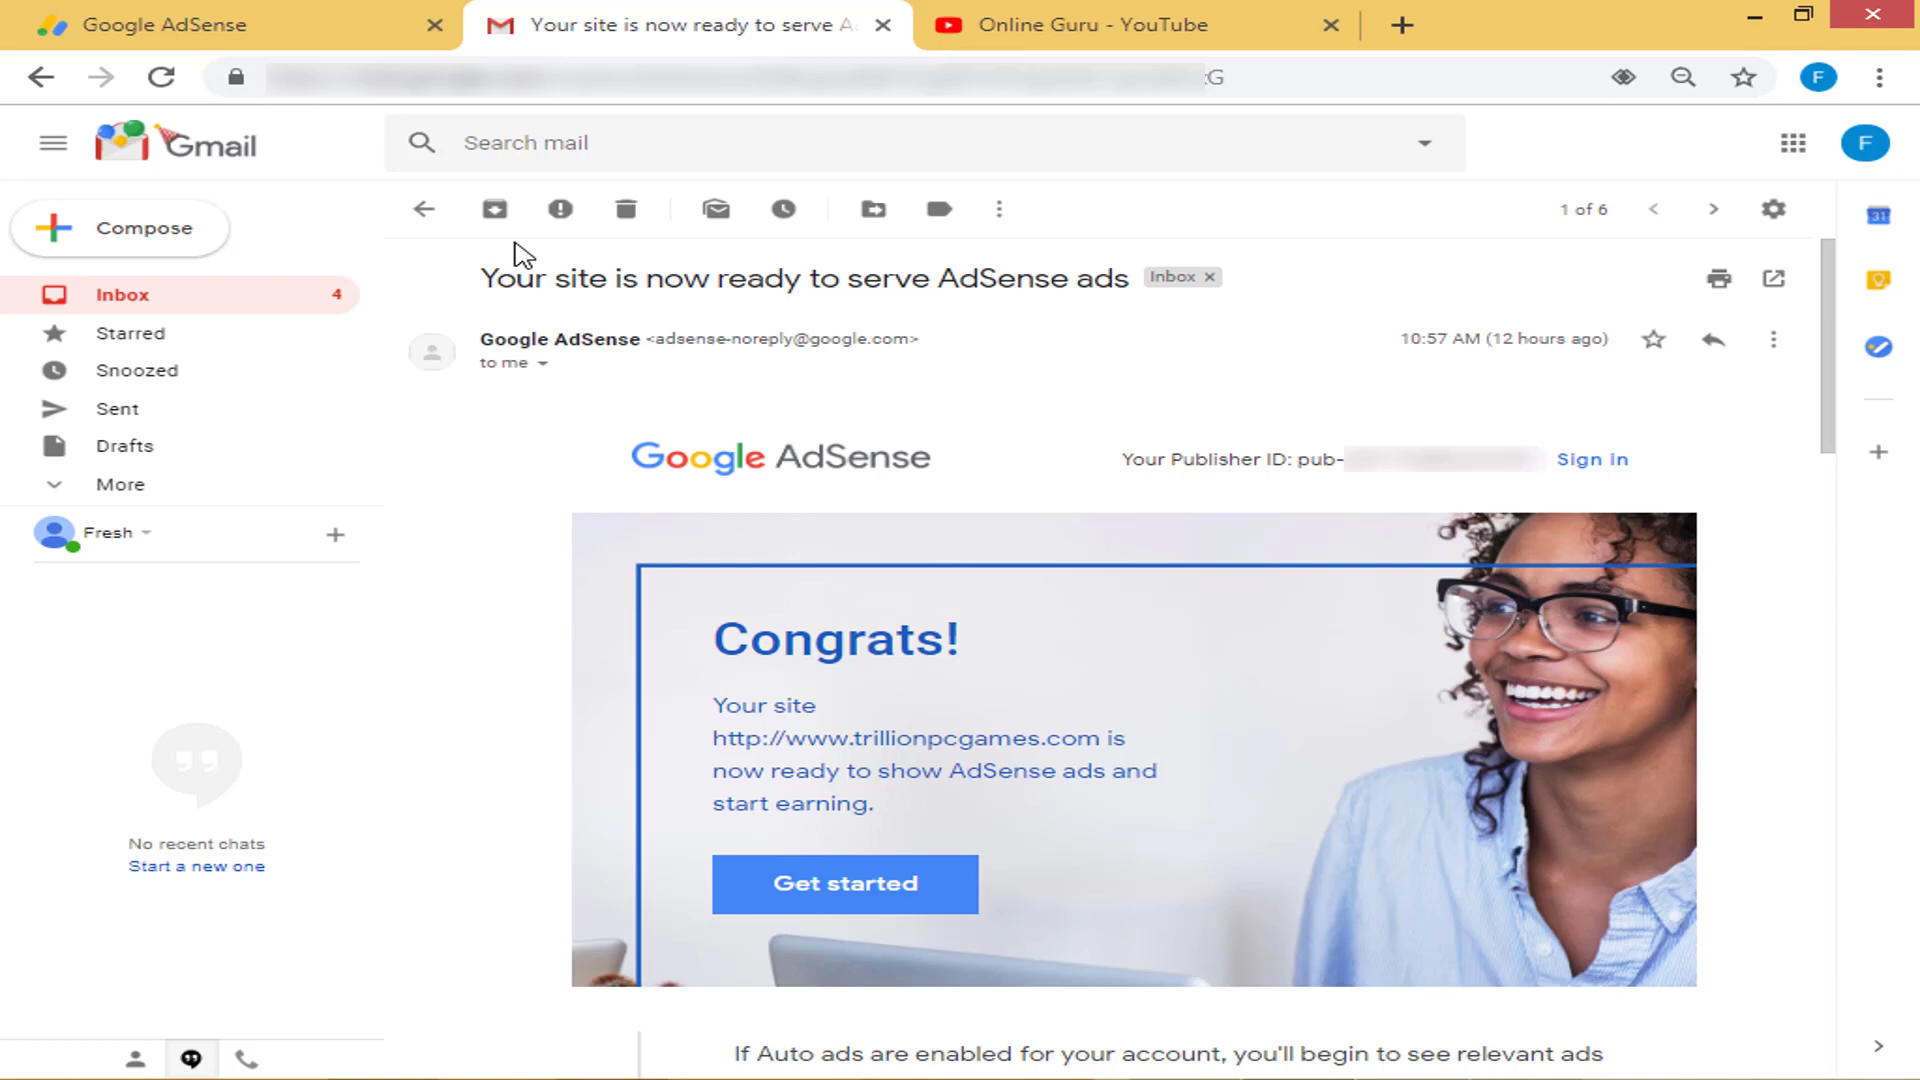 Google AdSense
Your site is now ready to serve A
Online Guru - YouTube
G
F
Gmail
Search mail
F
Compose
1 of 6
31
Your site is now ready to serve AdSense ads
Inbox x
Inbox 4
Google AdSense <adsense-noreply@google.com>
10:57 AM (12 hours ago)
to me
Starred
Snoozed
Sent
Drafts
More
Google AdSense
Your Publisher ID: pub-
Sign in
Fresh
Congrats!
Your site
http://www.trillionpcgames.com is
now ready to show AdSense ads and
start earning.
Get started
No recent chats
Start a new one
If Auto ads are enabled for your account, you'll begin to see relevant ads